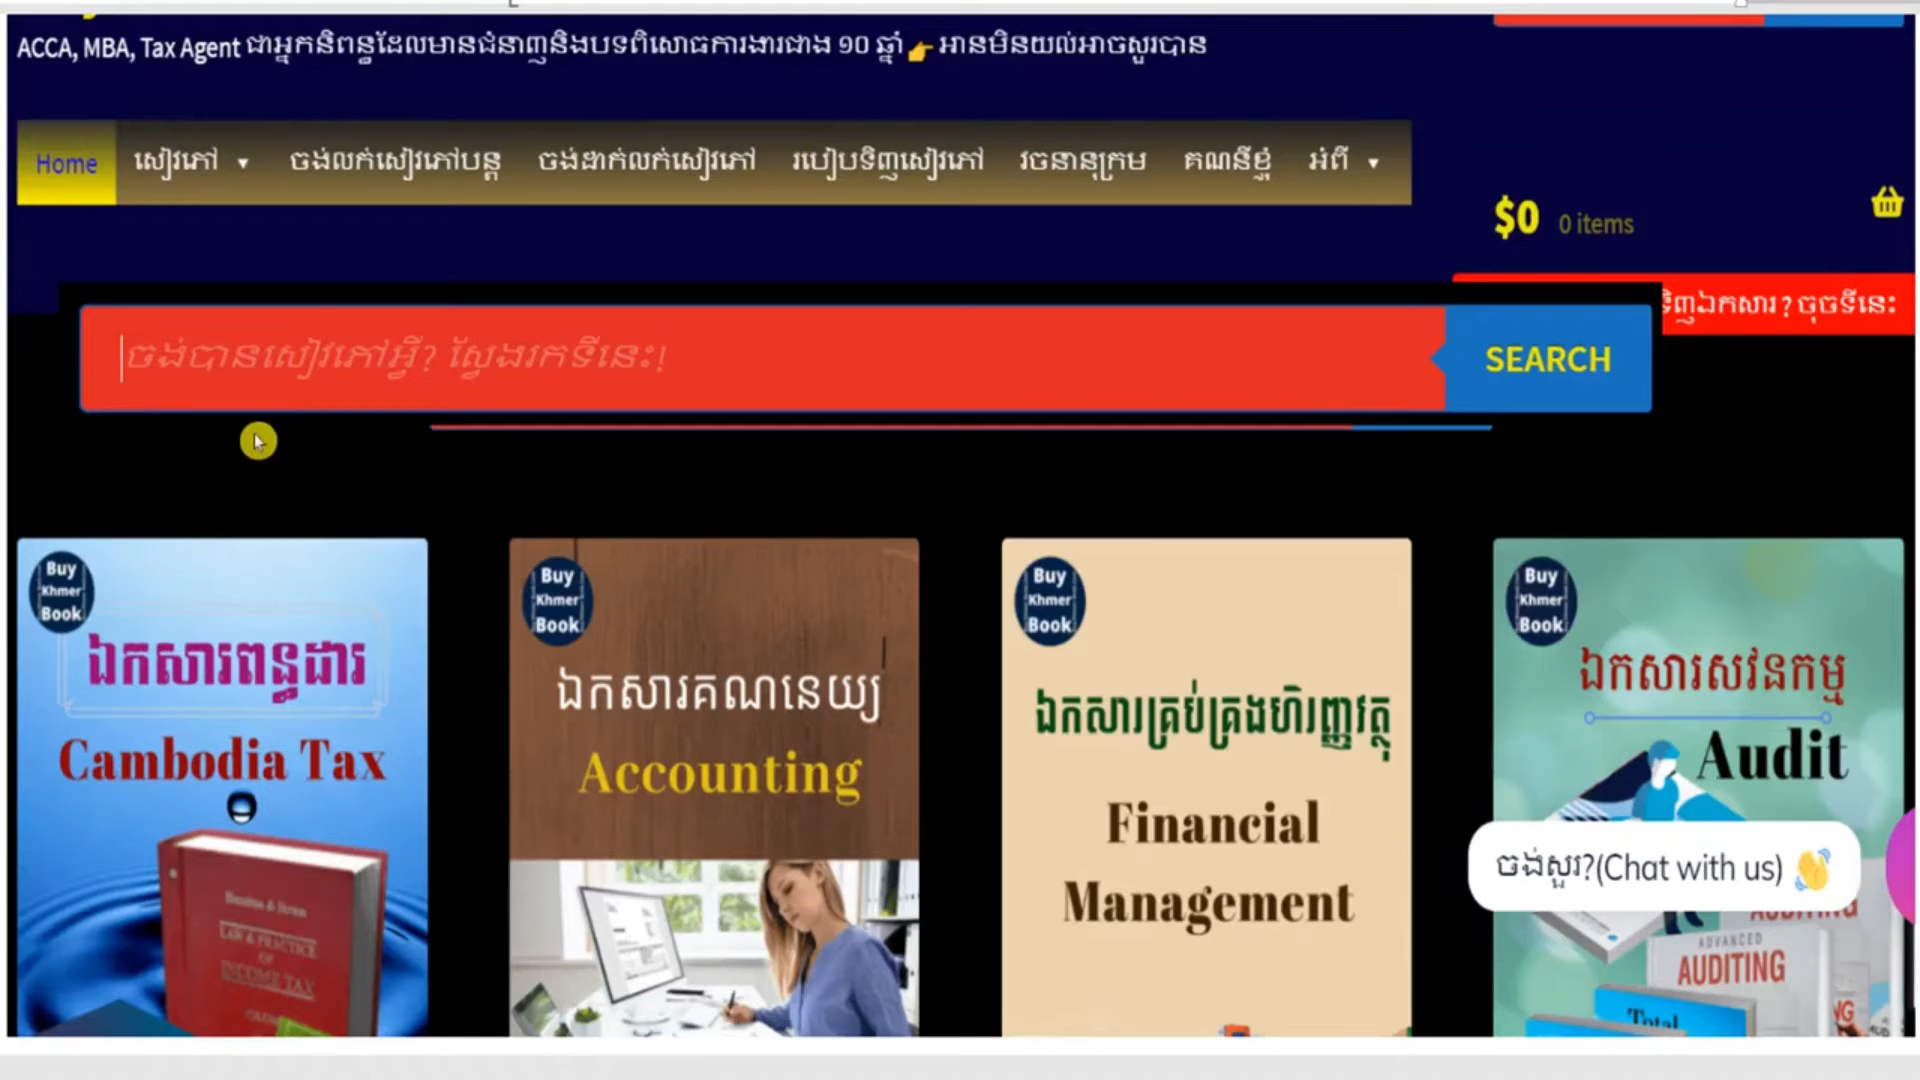 ACCA, MBA, Tax Agent ជាអ្នកនិពន្ធដែលមានជំនាញនិងបទពិសោធការងារជាង ១០ ឆ្នាំ 👉 អានមិនយល់អាចសួរបាន
Home សៀវភៅ ▼ ចង់លក់សៀវភៅបន្ត ចង់ដាក់លក់សៀវភៅ របៀបទិញសៀវភៅ វចនានុក្រម គណនីខ្ញុំ អំពី ▼
$0 0 items
ទិញឯកសារ ? ចុចទីនេះ
ចង់បានសៀវភៅអ្វី? ស្វែងរកទីនេះ!
SEARCH
Buy
Khmer
Book
ឯកសារពន្ធដារ
Cambodia Tax
LAW & PRACTICE
OF
INCOME TAX
Buy
Khmer
Book
ឯកសារគណនេយ្យ
Accounting
Buy
Khmer
Book
ឯកសារគ្រប់គ្រងហិរញ្ញវត្ថុ
Financial
Management
Buy
Khmer
Book
ឯកសារសវនកម្ម
Audit
ចង់សួរ?(Chat with us) 👋
ADVANCED
AUDITING
Total